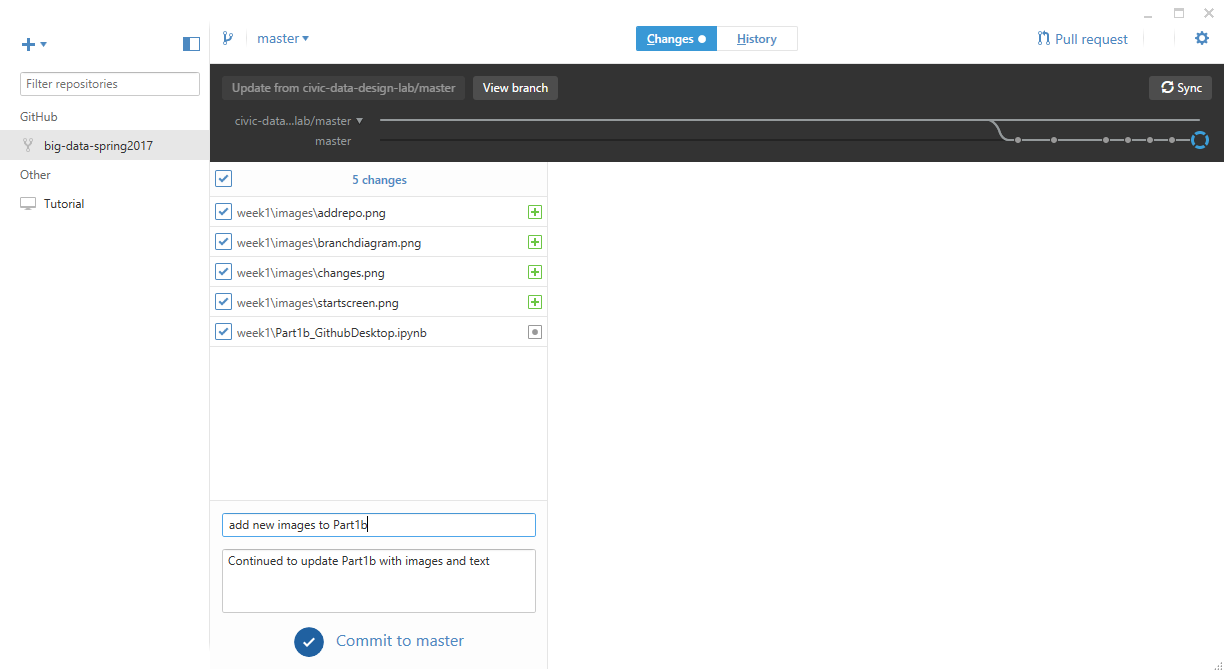 master
Changes
History
Pull request
Filter repositories
GitHub
big-data-spring2017
Other
Tutorial
Update from civic-data-design-lab/master
View branch
Sync
civic-data...lab/master
master
5 changes
week1\images\addrepo.png
week1\images\branchdiagram.png
week1\images\changes.png
week1\images\startscreen.png
week1\Part1b_GithubDesktop.ipynb
add new images to Part1b
Continued to update Part1b with images and text
Commit to master